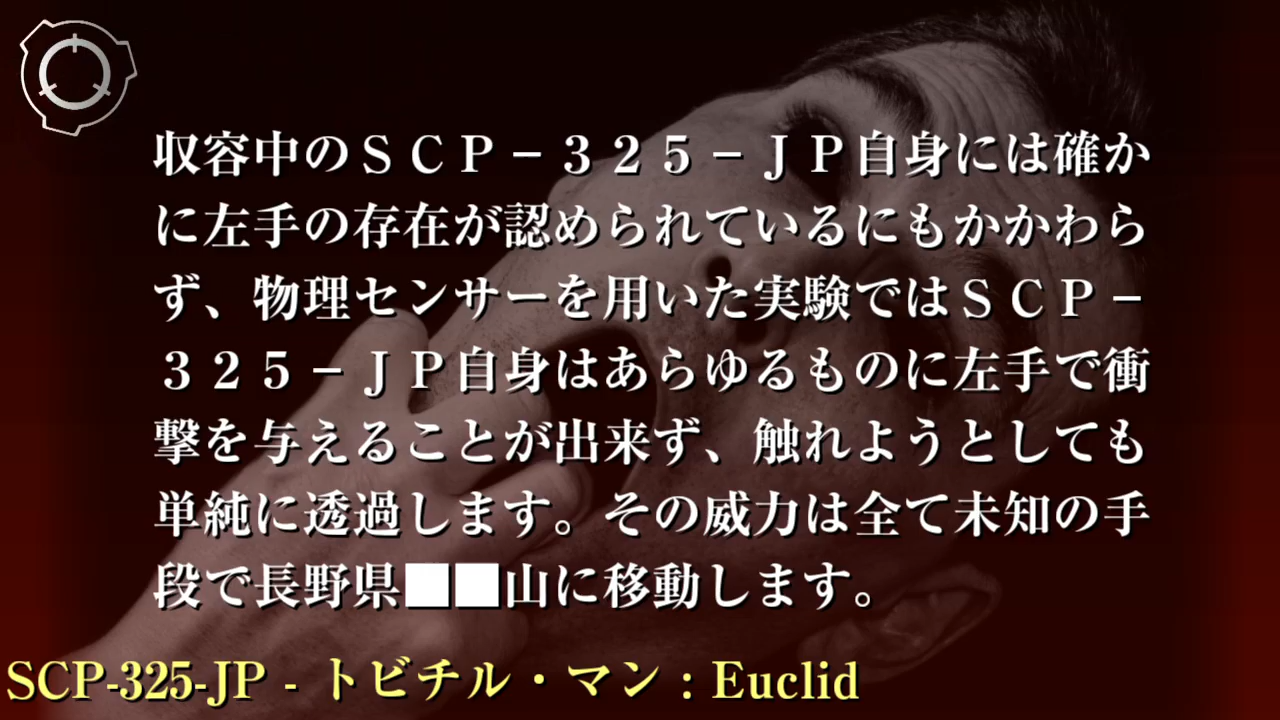 収容中のＳＣＰ－３２５－ＪＰ自身には確か
に左手の存在が認められているにもかかわら
ず、物理センサーを用いた実験ではＳＣＰ－
３２５－ＪＰ自身はあらゆるものに左手で衝
撃を与えることが出来ず、触れようとしても
単純に透過します。その威力は全て未知の手
段で長野県■■山に移動します。
SCP-325-JP - トビチル・マン : Euclid